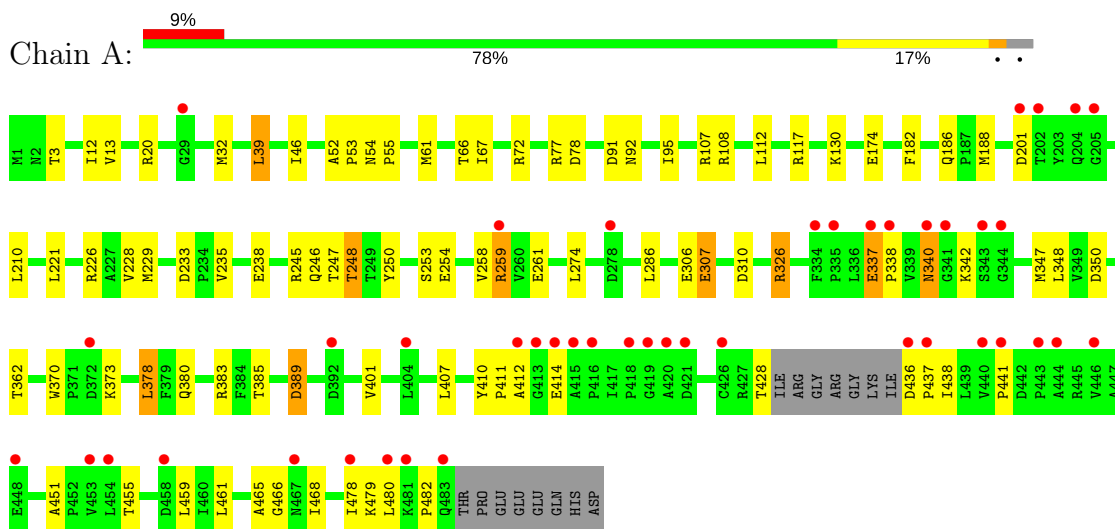 9%
Chain A:
78%
17%
M1 N2 T3 I12 V13 R20 G29 M32 L39 I46 A52 P53 N54 P55 M61 T66 I67 R72 R77 D78 D91 N92 I95 R107 R108 L112 R117 K130 E174 F182 Q186 P187 M188 D201 T202 Y203 Q204 G205
L210 L221 R226 A227 V228 M229 D233 P234 V235 E238 R245 Q246 T247 T248 T249 Y250 S253 E254 V258 R259 V260 E261 L274 D278 L286 E306 E307 D310 R326 F334 P335 L336 E337 P338 V339 N340 G341 K342 S343 G344 M347 L348 V349 D350
T362 W370 P371 D372 K373 L378 F379 Q380 R383 F384 T385 D389 D392 V401 L404 L407 Y410 P411 A412 G413 E414 A415 P416 I417 P418 G419 A420 D421 C426 R427 T428 ILE ARG GLY ARG GLY LYS ILE D436 P437 I438 L439 V440 P441 D442 P443 A444 R445 V446 A447
E448 A451 P452 V453 L454 T455 D458 L459 I460 L461 A465 G466 N467 I468 I478 K479 L480 K481 P482 Q483 THR PRO GLU GLU GLU GLN HIS ASP